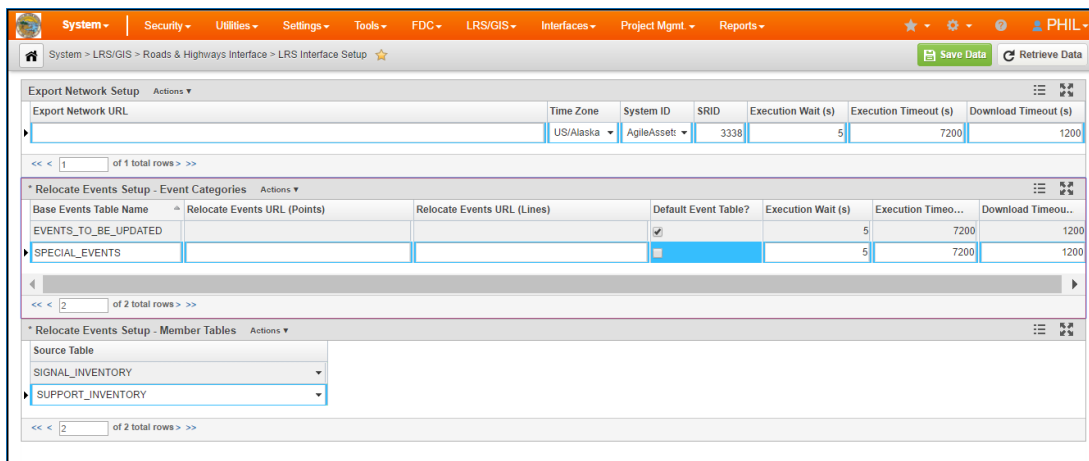 System Security Utilities Settings Tools FDC LRS/GIS Interfaces Project Mgmt. Reports PHIL
System > LRS/GIS > Roads & Highways Interface > LRS Interface Setup Save Data Retrieve Data
Export Network Setup Actions
Export Network URL Time Zone System ID SRID Execution Wait (s) Execution Timeout (s) Download Timeout (s)
US/Alaska AgileAssets 3338 5 7200 1200
<< < 1 of 1 total rows > >>
* Relocate Events Setup - Event Categories Actions
Base Events Table Name Relocate Events URL (Points) Relocate Events URL (Lines) Default Event Table? Execution Wait (s) Execution Timeo... Download Timeou..
EVENTS_TO_BE_UPDATED 5 7200 1200
SPECIAL_EVENTS 5 7200 1200
<< < 2 of 2 total rows > >>
* Relocate Events Setup - Member Tables Actions
Source Table
SIGNAL_INVENTORY
SUPPORT_INVENTORY
<< < 2 of 2 total rows > >>